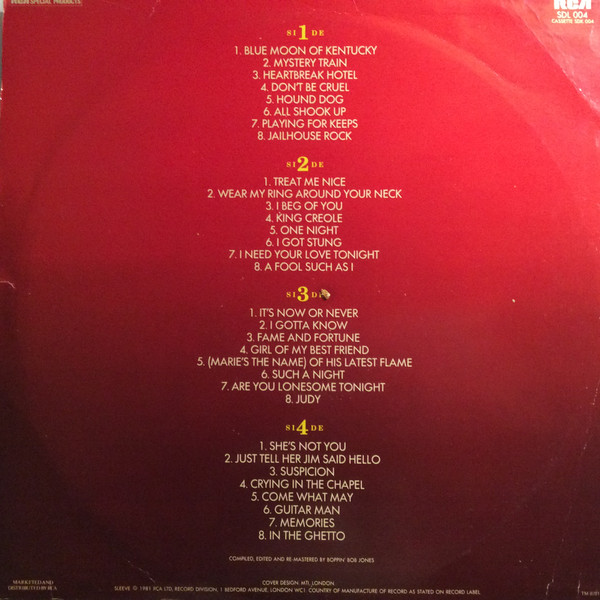 SPECIAL PRODUCTS
RCA
SDL 004
CASSETTE SDK 004
SIDE 1
1. BLUE MOON OF KENTUCKY
2. MYSTERY TRAIN
3. HEARTBREAK HOTEL
4. DON'T BE CRUEL
5. HOUND DOG
6. ALL SHOOK UP
7. PLAYING FOR KEEPS
8. JAILHOUSE ROCK
SIDE 2
1. TREAT ME NICE
2. WEAR MY RING AROUND YOUR NECK
3. I BEG OF YOU
4. KING CREOLE
5. ONE NIGHT
6. I GOT STUNG
7. I NEED YOUR LOVE TONIGHT
8. A FOOL SUCH AS I
SIDE 3
1. IT'S NOW OR NEVER
2. I GOTTA KNOW
3. FAME AND FORTUNE
4. GIRL OF MY BEST FRIEND
5. (MARIE'S THE NAME) OF HIS LATEST FLAME
6. SUCH A NIGHT
7. ARE YOU LONESOME TONIGHT
8. JUDY
SIDE 4
1. SHE'S NOT YOU
2. JUST TELL HER JIM SAID HELLO
3. SUSPICION
4. CRYING IN THE CHAPEL
5. COME WHAT MAY
6. GUITAR MAN
7. MEMORIES
8. IN THE GHETTO
COMPILED, EDITED AND RE-MASTERED BY BOPPIN' BOB JONES
MARKETED AND
DISTRIBUTED BY RCA
COVER DESIGN: MTI, LONDON.
SLEEVE © 1981 RCA LTD, RECORD DIVISION, 1 BEDFORD AVENUE, LONDON WC1. COUNTRY OF MANUFACTURE OF RECORD AS STATED ON RECORD LABEL